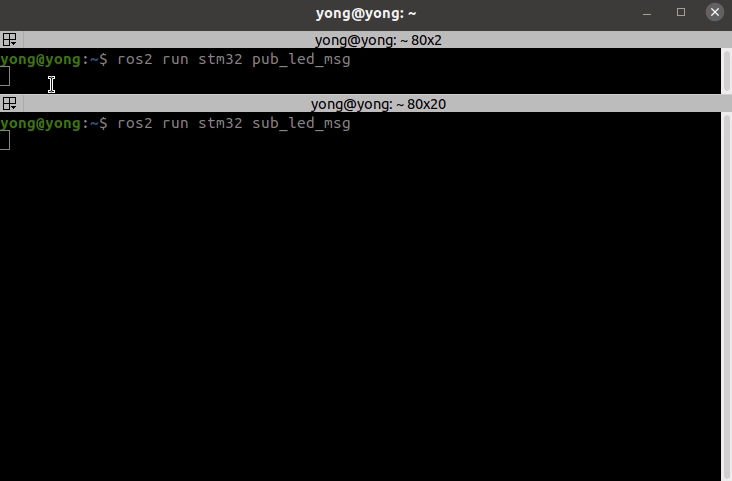 yong@yong: ~
yong@yong: ~ 80x2
yong@yong:~$ ros2 run stm32 pub_led_msg
yong@yong: ~ 80x20
yong@yong:~$ ros2 run stm32 sub_led_msg